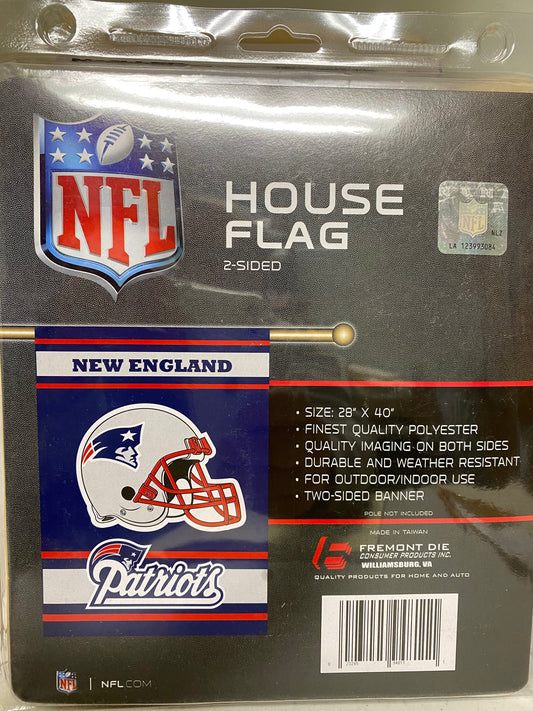 NFL
HOUSE
FLAG
2-SIDED
NFL
NLZ
LA 123993084
NEW ENGLAND
Patriots
• SIZE: 28" X 40"
• FINEST QUALITY POLYESTER
• QUALITY IMAGING ON BOTH SIDES
• DURABLE AND WEATHER RESISTANT
• FOR OUTDOOR/INDOOR USE
• TWO-SIDED BANNER
POLE NOT INCLUDED
MADE IN TAIWAN
FREMONT DIE
CONSUMER PRODUCTS INC.
WILLIAMSBURG, VA
QUALITY PRODUCTS FOR HOME AND AUTO
NFL | NFL.COM